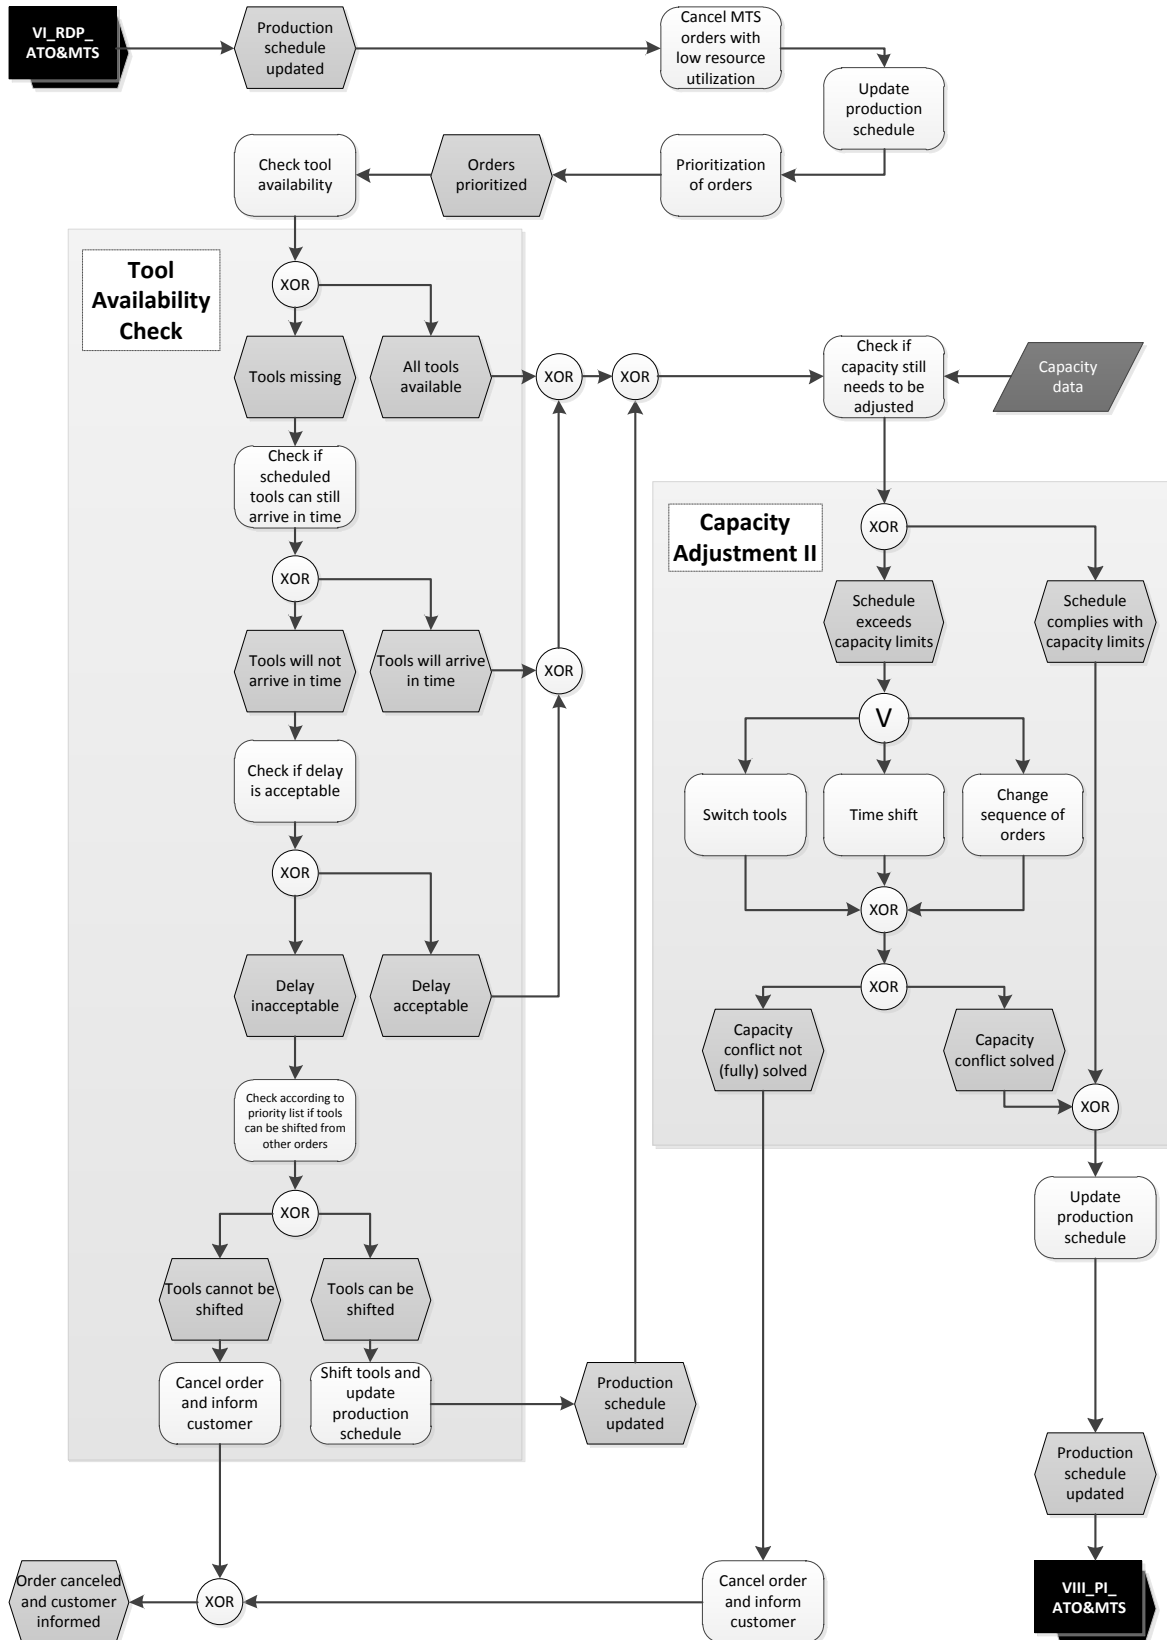 VI_RDP_
ATO&MTS
Production
schedule
updated
Cancel MTS
orders with
low resource
utilization
Update
production
schedule
Check tool
availability
Orders
prioritized
Prioritization
of orders
Tool
Availability
Check
XOR
Tools missing
All tools
available
XOR
XOR
Check if
capacity still
needs to be
adjusted
Capacity
data
Check if
scheduled
tools can still
arrive in time
XOR
Tools will not
arrive in time
Tools will arrive
in time
XOR
Check if delay
is acceptable
XOR
Delay
inacceptable
Delay
acceptable
Check according to
priority list if tools
can be shifted from
other orders
XOR
Tools cannot be
shifted
Tools can be
shifted
Cancel order
and inform
customer
Shift tools and
update
production
schedule
Production
schedule
updated
Capacity
Adjustment II
XOR
Schedule
exceeds
capacity limits
Schedule
complies with
capacity limits
V
Switch tools
Time shift
Change
sequence of
orders
XOR
XOR
Capacity
conflict not
(fully) solved
Capacity
conflict solved
XOR
Update
production
schedule
Production
schedule
updated
Order canceled
and customer
informed
XOR
Cancel order
and inform
customer
VIII_PI_
ATO&MTS